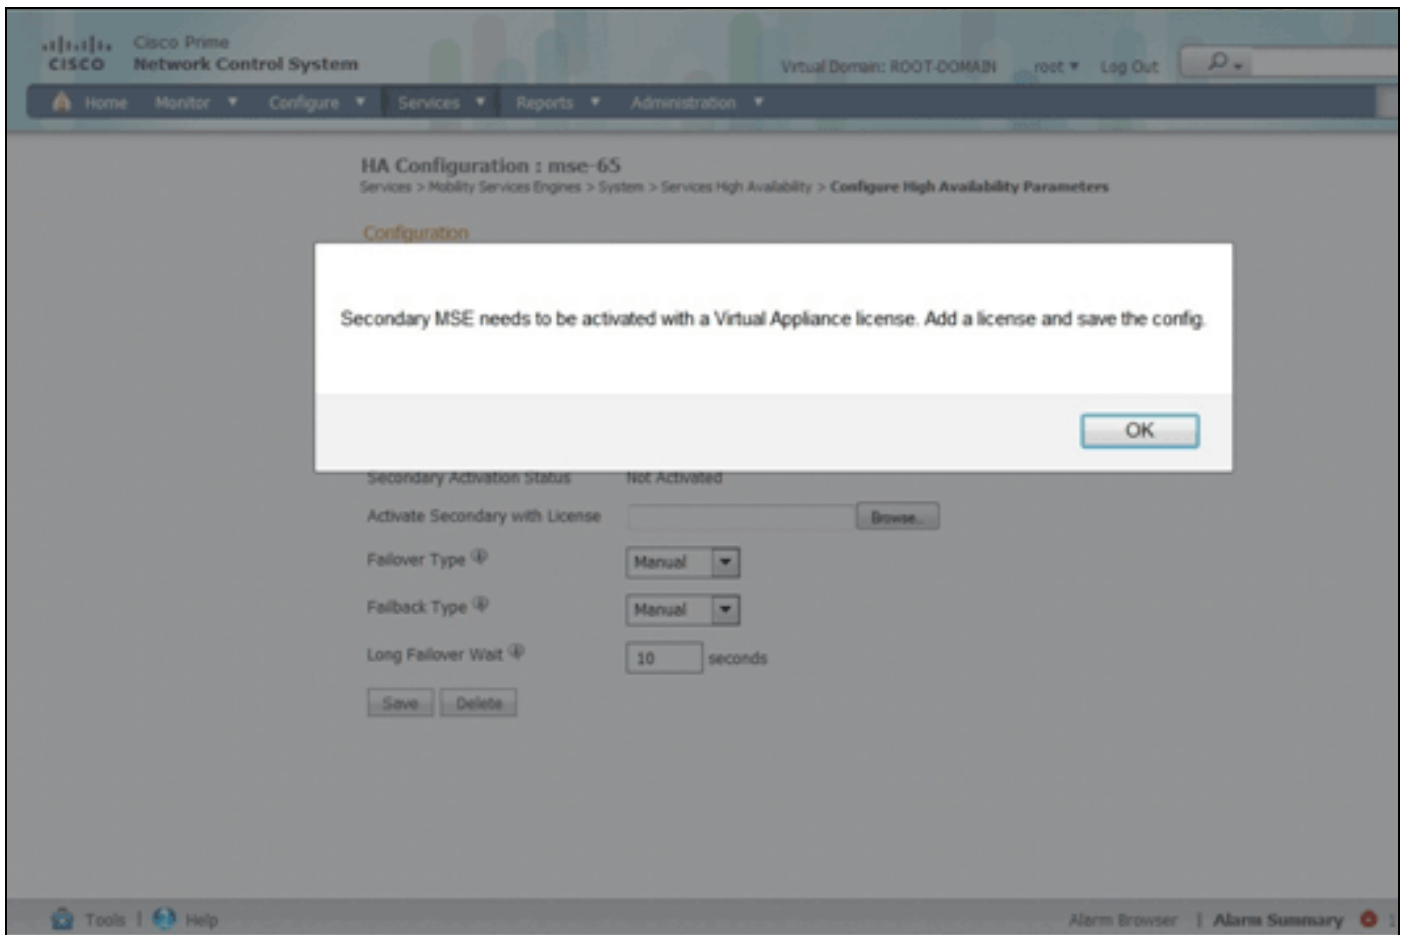 Cisco Prime
CISCO Network Control System
Virtual Domain: ROOT-DOMAIN root Log Out
Home Monitor Configure Services Reports Administration
HA Configuration : mse-65
Services > Mobility Services Engines > System > Services High Availability > Configure High Availability Parameters
Configuration
Secondary MSE needs to be activated with a Virtual Appliance license. Add a license and save the config.
OK
Secondary Activation Status Not Activated
Activate Secondary with License Browse..
Failover Type Manual
Failback Type Manual
Long Failover Wait 10 seconds
Save Delete
Tools | Help Alarm Browser | Alarm Summary 1